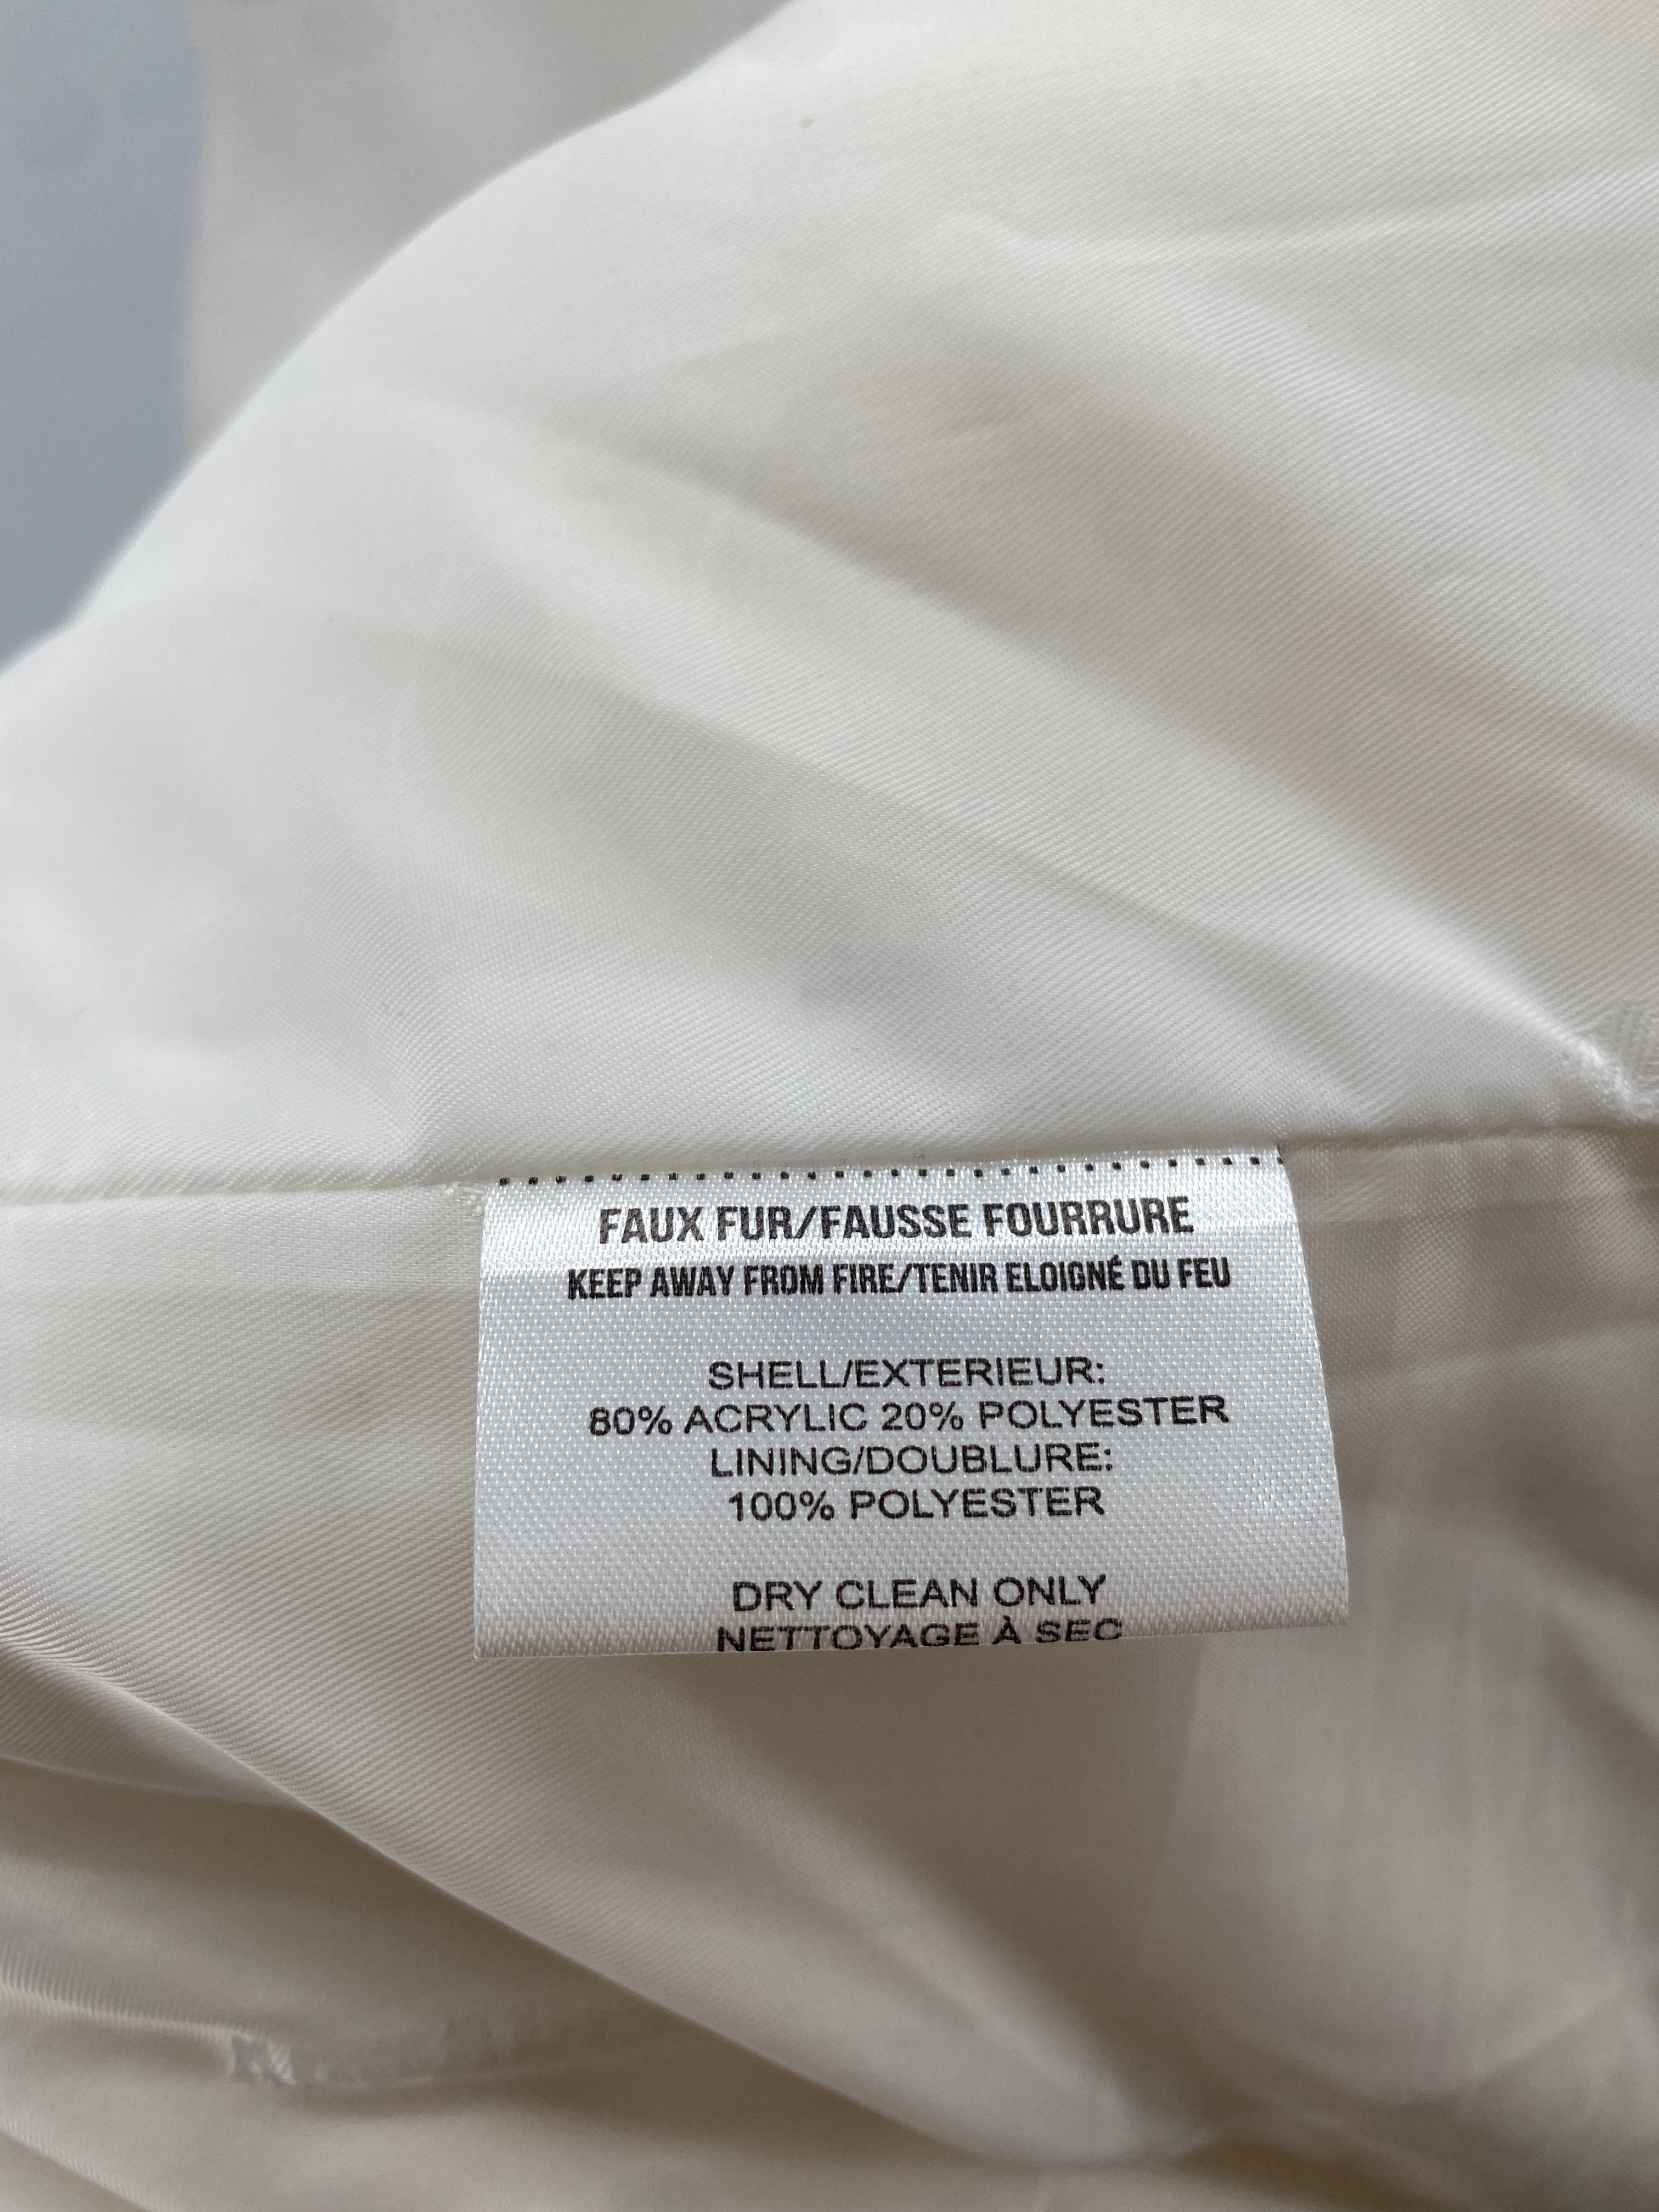 FAUX FUR/FAUSSE FOURRURE
KEEP AWAY FROM FIRE/TENIR ELOIGNÉ DU FEU
SHELL/EXTERIEUR:
80% ACRYLIC 20% POLYESTER
LINING/DOUBLURE:
100% POLYESTER
DRY CLEAN ONLY
NETTOYAGE À SEC